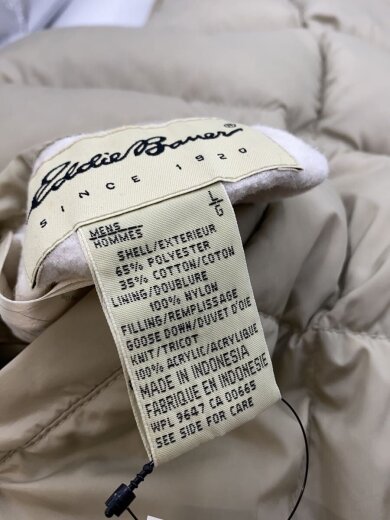 Eddie Bauer®
SINCE 1920
MENS L
HOMMES G
SHELL/EXTERIEUR
65% POLYESTER
35% COTTON/COTON
LINING/DOUBLURE
100% NYLON
FILLING/REMPLISSAGE
GOOSE DOWN/DUVET D'OIE
KNIT/TRICOT
100% ACRYLIC/ACRYLIQUE
MADE IN INDONESIA
FABRIQUE EN INDONESIE
WPL 9647 CA 00665
SEE SIDE FOR CARE